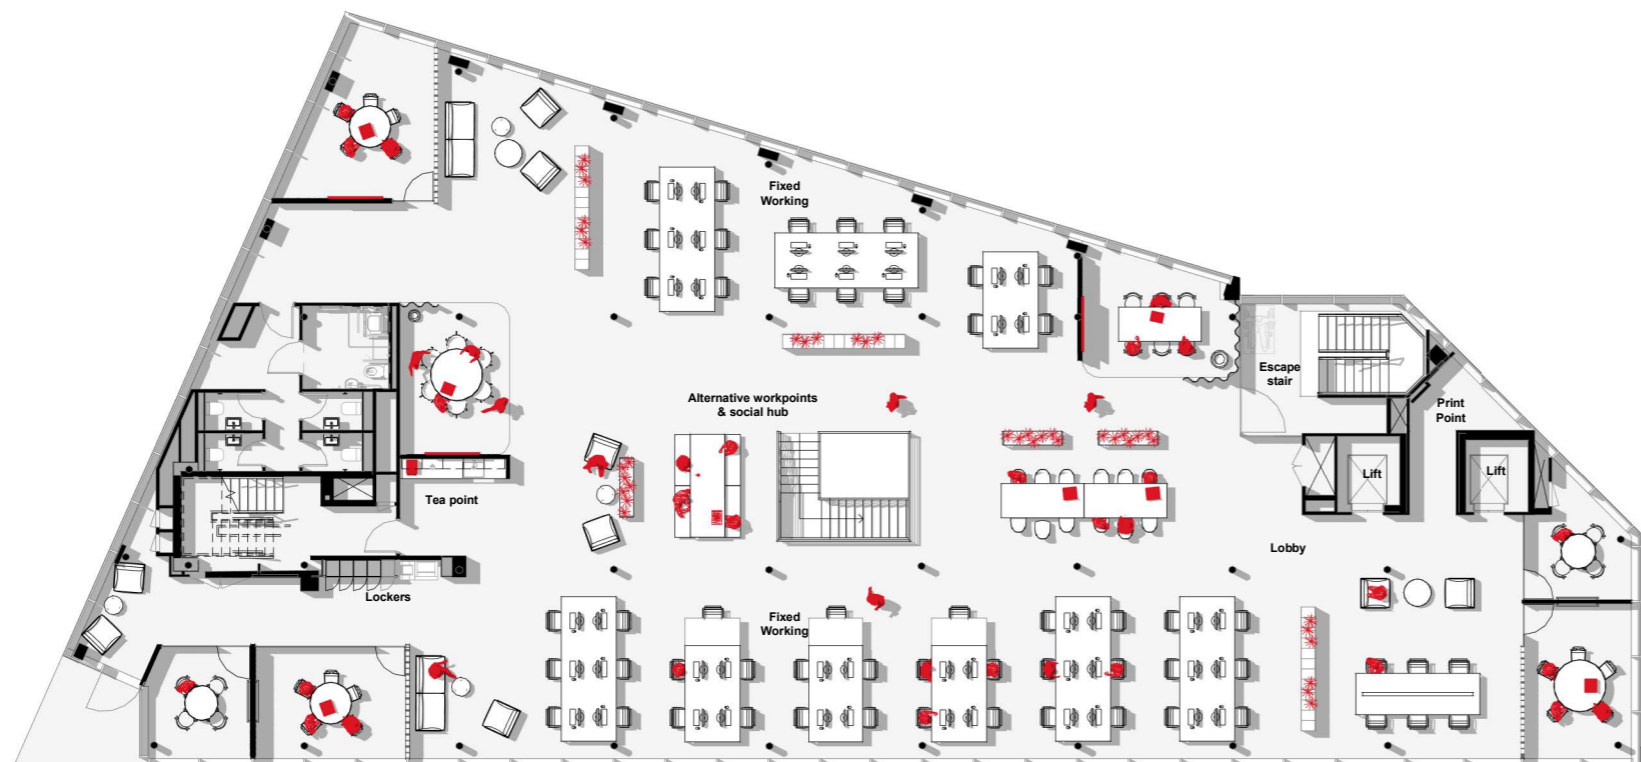 Fixed
Working
Escape
stair
Alternative workpoints
& social hub
Print
Point
Lift
Lift
Tea point
Lobby
Lockers
Fixed
Working